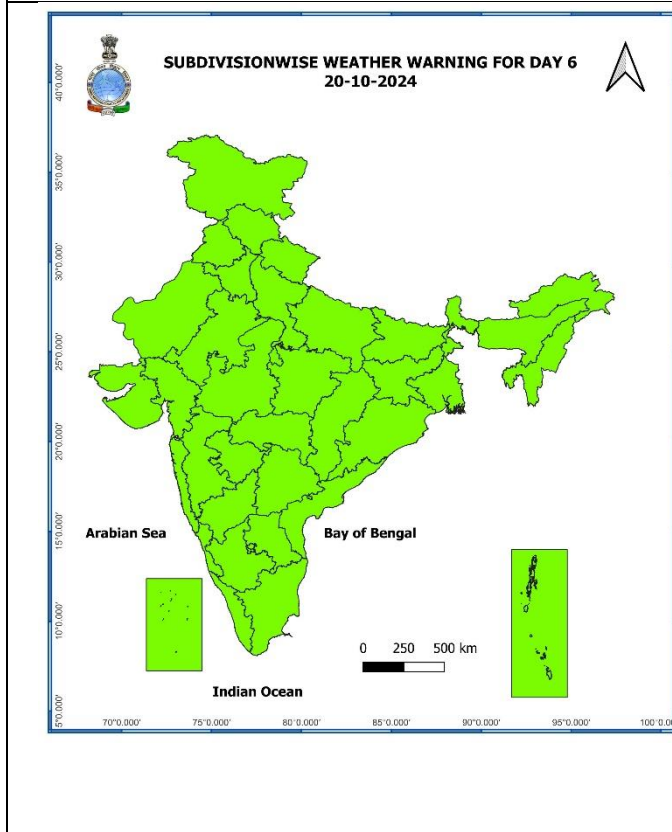 SUBDIVISIONWISE WEATHER WARNING FOR DAY 6
20-10-2024
40°0.000'
35°0.000'
30°0.000'
25°0.000'
20°0.000'
15°0.000'
10°0.000'
5°0.000'
Arabian Sea
Bay of Bengal
0 250 500 km
Indian Ocean
70°0.000' 75°0.000' 80°0.000' 85°0.000' 90°0.000' 95°0.000' 100°0.0